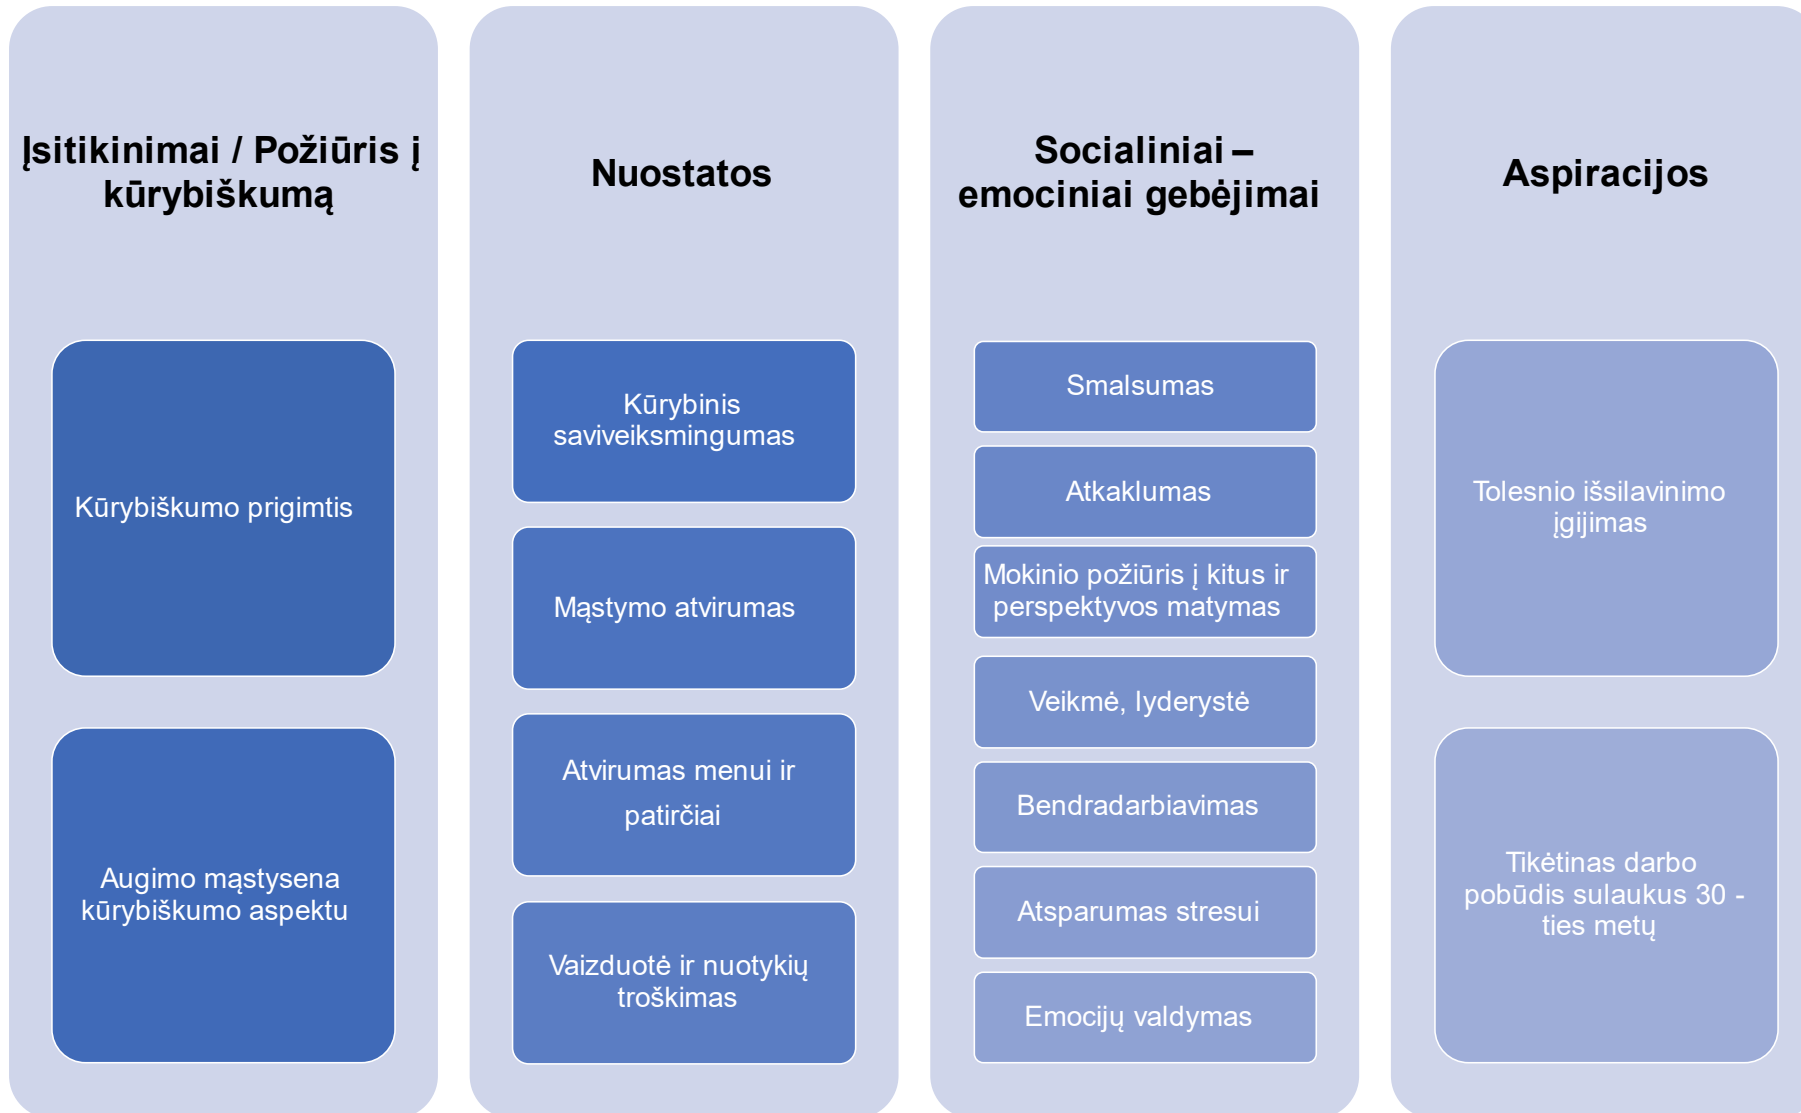 Įsitikinimai / Požiūris į
kūrybiškumą
Kūrybiškumo prigimtis
Augimo mąstysena
kūrybiškumo aspektu
Nuostatos
Kūrybinis
saviveiksmingumas
Mąstymo atvirumas
Atvirumas menui ir
patirčiai
Vaizduotė ir nuotykių
troškimas
Socialiniai –
emociniai gebėjimai
Smalsumas
Atkaklumas
Mokinio požiūris į kitus ir
perspektyvos matymas
Veikmė, lyderystė
Bendradarbiavimas
Atsparumas stresui
Emocijų valdymas
Aspiracijos
Tolesnio išsilavinimo
įgijimas
Tikėtinas darbo
pobūdis sulaukus 30 -
ties metų